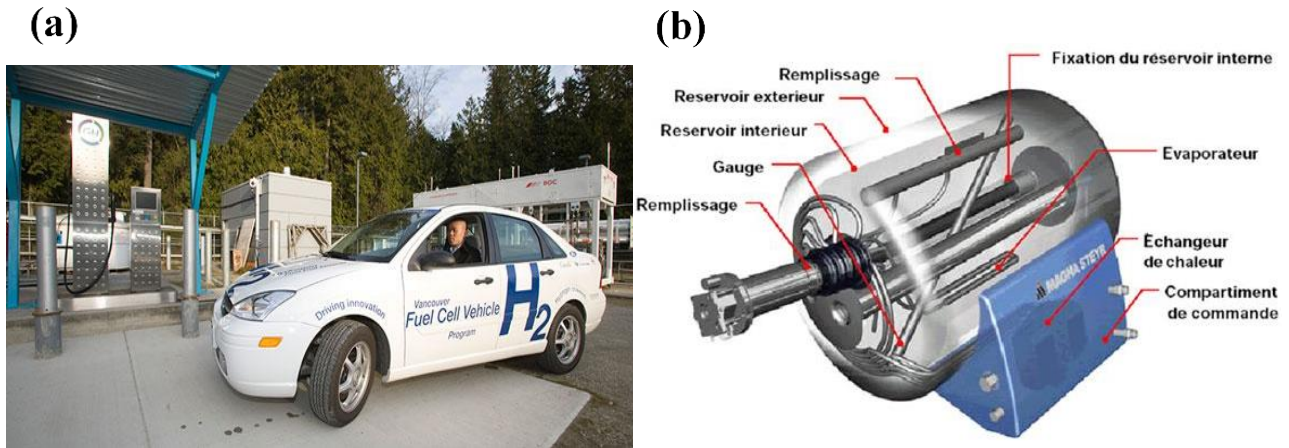 (a)
BOC
Driving innovation
Vancouver
Fuel Cell Vehicle
Program
H2
(b)
Remplissage
Fixation du réservoir interne
Reservoir exterieur
Reservoir interieur
Gauge
Remplissage
Evaporateur
Échangeur
de chaleur
MAGNA STEYR
Compartiment
de commande